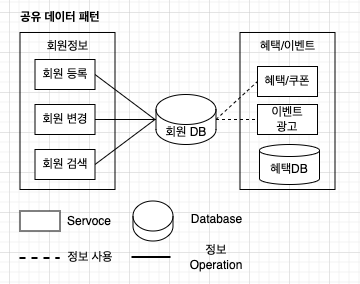 공유 데이터 패턴
회원정보
회원 등록
회원 변경
회원 검색
회원 DB
혜택/이벤트
혜택/쿠폰
이벤트
광고
혜택DB
Servoce
Database
정보 사용
정보
Operation